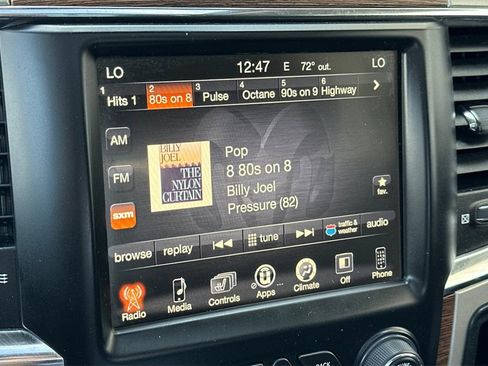 LO 12:47 E 72° out. LO
1 2 3 4 5 6
Hits 1 80s on 8 Pulse Octane 90s on 9 Highway
AM
FM
sxm
BILLY
JOEL
THE
NYLON
CURTAIN
Pop
8 80s on 8
Billy Joel
Pressure (82)
fav.
browse replay tune traffic & weather audio
Radio Media Controls Apps Climate Off Phone
BACK